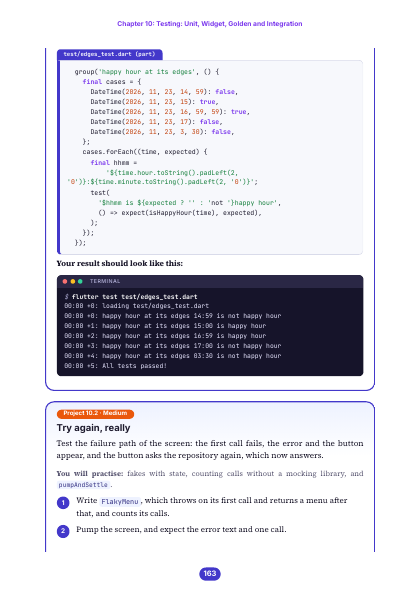 Chapter 10: Testing: Unit, Widget, Golden and Integration
test/edges_test.dart (part)
group('happy hour at its edges', () {
final cases = {
DateTime(2026, 11, 23, 14, 59): false,
DateTime(2026, 11, 23, 15): true,
DateTime(2026, 11, 23, 16, 59, 59): true,
DateTime(2026, 11, 23, 17): false,
DateTime(2026, 11, 23, 3, 30): false,
};
cases.forEach((time, expected) {
final hhmm =
'${time.hour.toString().padLeft(2,
'0')}:${time.minute.toString().padLeft(2, '0')}';
test(
'$hhmm is ${expected ? '' : 'not '}happy hour',
() => expect(isHappyHour(time), expected),
);
});
});
Your result should look like this:
TERMINAL
$ flutter test test/edges_test.dart
00:00 +0: loading test/edges_test.dart
00:00 +0: happy hour at its edges 14:59 is not happy hour
00:00 +1: happy hour at its edges 15:00 is happy hour
00:00 +2: happy hour at its edges 16:59 is happy hour
00:00 +3: happy hour at its edges 17:00 is not happy hour
00:00 +4: happy hour at its edges 03:30 is not happy hour
00:00 +5: All tests passed!
Project 10.2 · Medium
Try again, really
Test the failure path of the screen: the first call fails, the error and the button
appear, and the button asks the repository again, which now answers.
You will practise: fakes with state, counting calls without a mocking library, and
pumpAndSettle.
1 Write FlakyMenu, which throws on its first call and returns a menu after
that, and counts its calls.
2 Pump the screen, and expect the error text and one call.
163